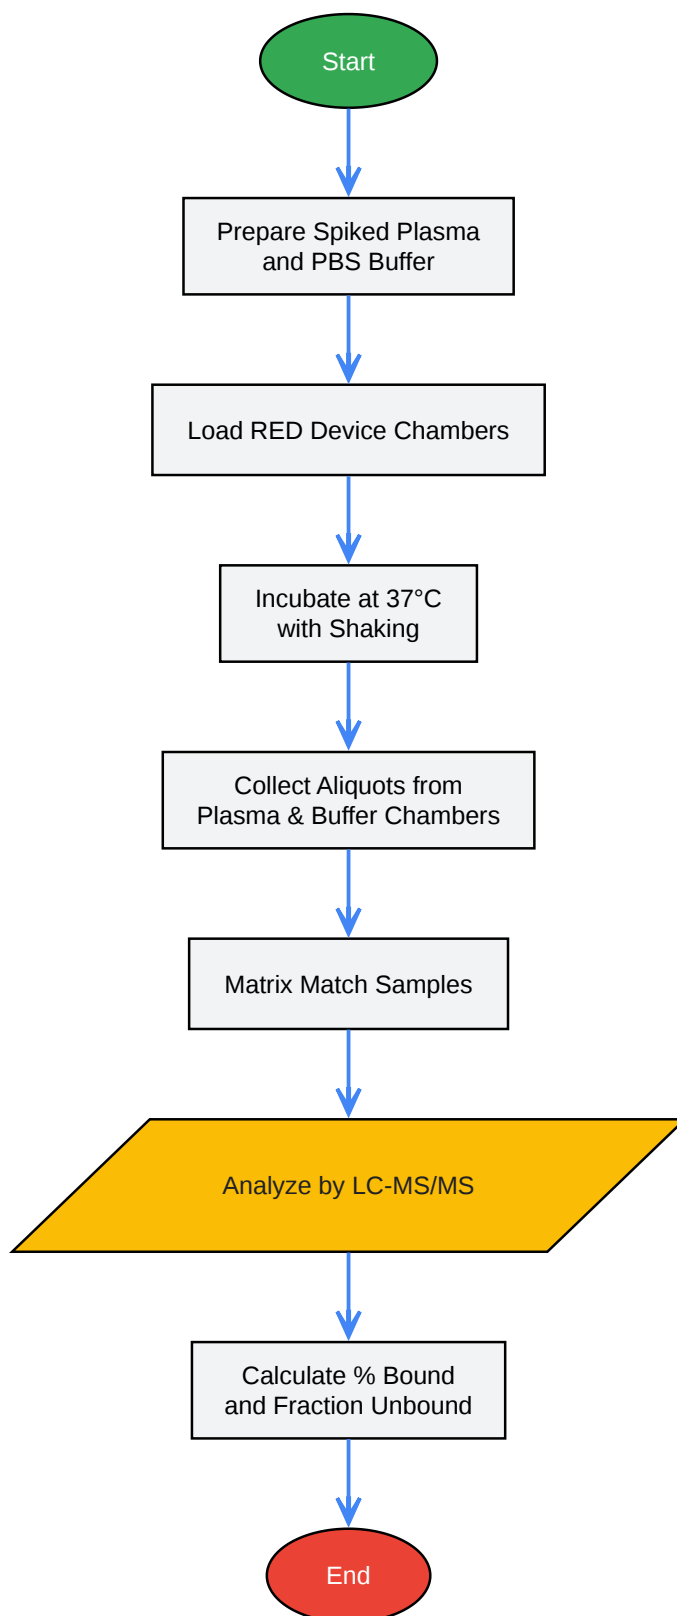 Start
Prepare Spiked Plasma
and PBS Buffer
Load RED Device Chambers
Incubate at 37°C
with Shaking
Collect Aliquots from
Plasma & Buffer Chambers
Matrix Match Samples
Analyze by LC-MS/MS
Calculate % Bound
and Fraction Unbound
End